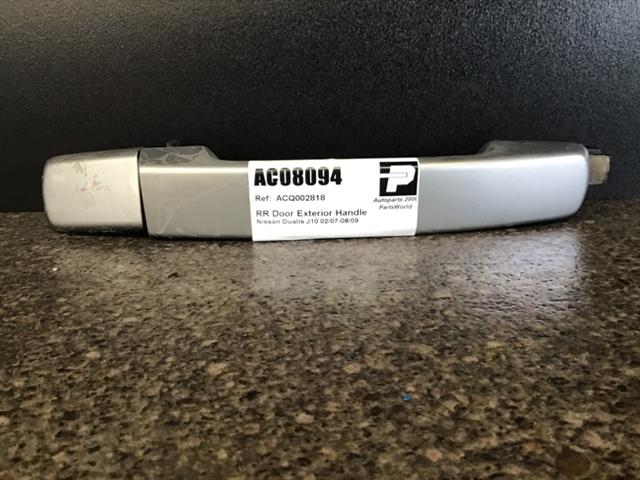 AC08094
Ref: ACQ002818
RR Door Exterior Handle
Nissan Dualis J10 02/07-08/09
P
Autoparts 2000
PartsWorld